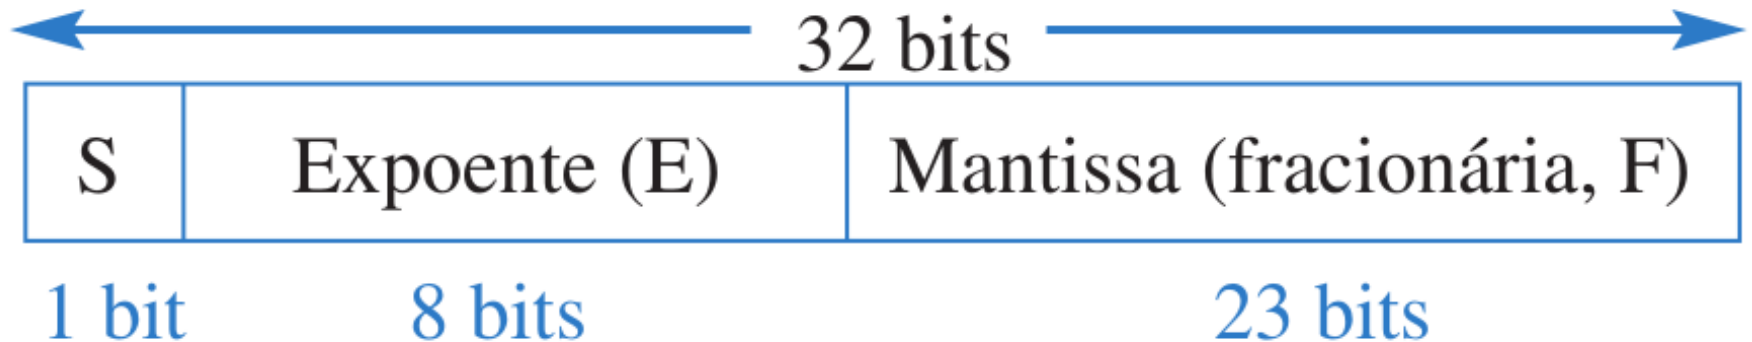 32 bits
S Expoente (E) Mantissa (fracionária, F)
1 bit 8 bits 23 bits